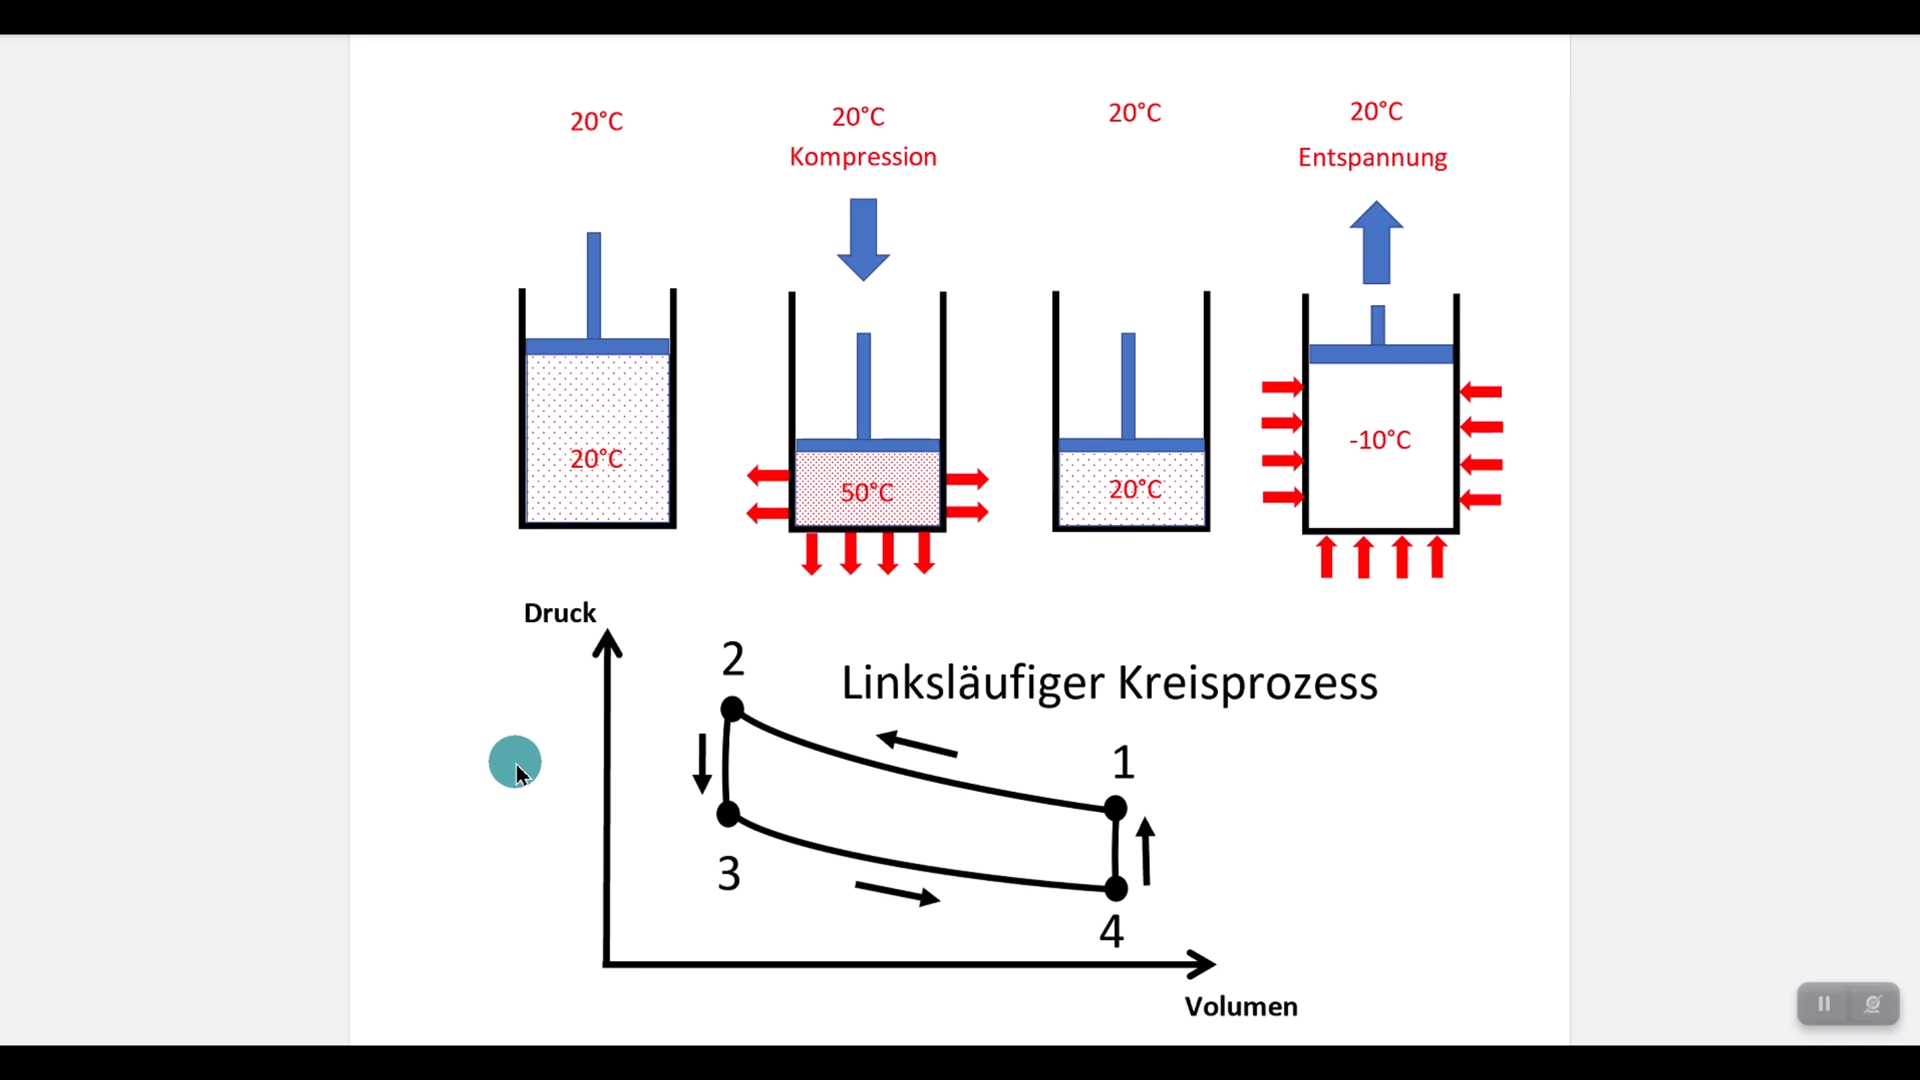 20°C
20°C
20°C
20°C
Kompression
Entspannung
20°C
50°C
20°C
-10°C
Druck
2
Linksläufiger Kreisprozess
1
3
4
Volumen